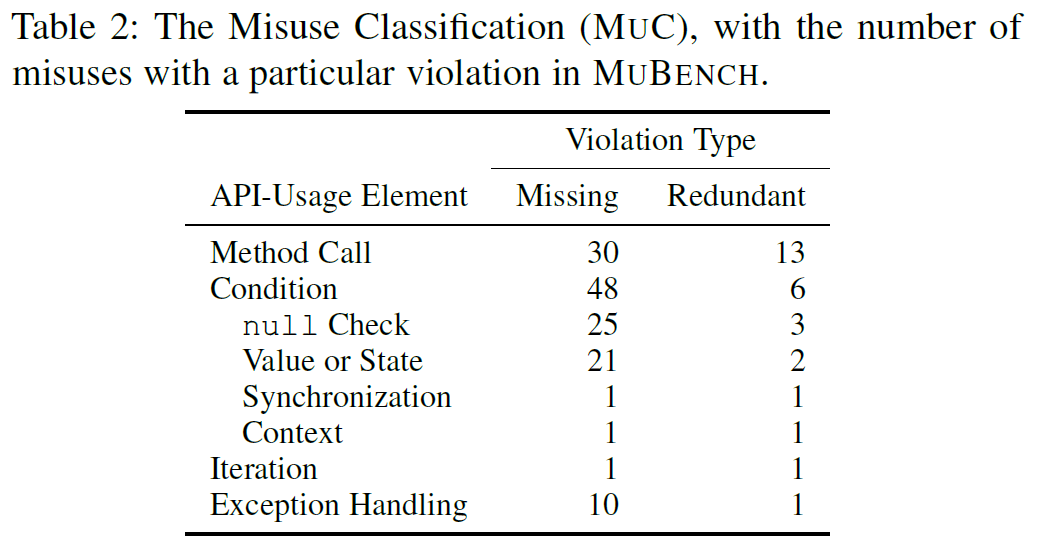 Table 2: The Misuse Classification (MUC), with the number of
misuses with a particular violation in MUBENCH.
Violation Type
API-Usage Element Missing Redundant
Method Call 30 13
Condition 48 6
null Check 25 3
Value or State 21 2
Synchronization 1 1
Context 1 1
Iteration 1 1
Exception Handling 10 1